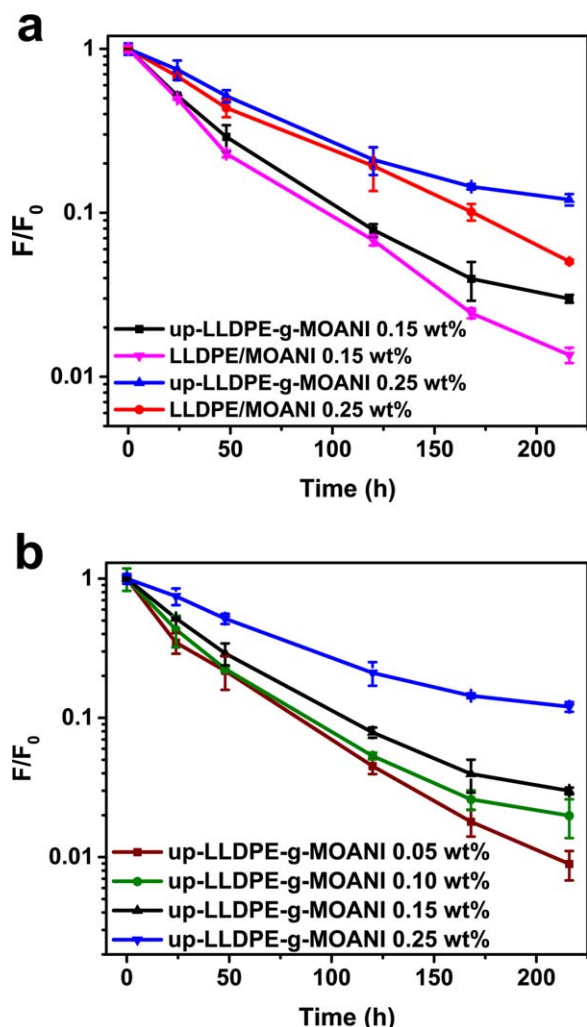 a
1
0.1
0.01
F/F0
up-LLDPE-g-MOANI 0.15 wt%
LLDPE/MOANI 0.15 wt%
up-LLDPE-g-MOANI 0.25 wt%
LLDPE/MOANI 0.25 wt%
0 50 100 150 200
Time (h)
b
1
0.1
0.01
F/F0
up-LLDPE-g-MOANI 0.05 wt%
up-LLDPE-g-MOANI 0.10 wt%
up-LLDPE-g-MOANI 0.15 wt%
up-LLDPE-g-MOANI 0.25 wt%
0 50 100 150 200
Time (h)